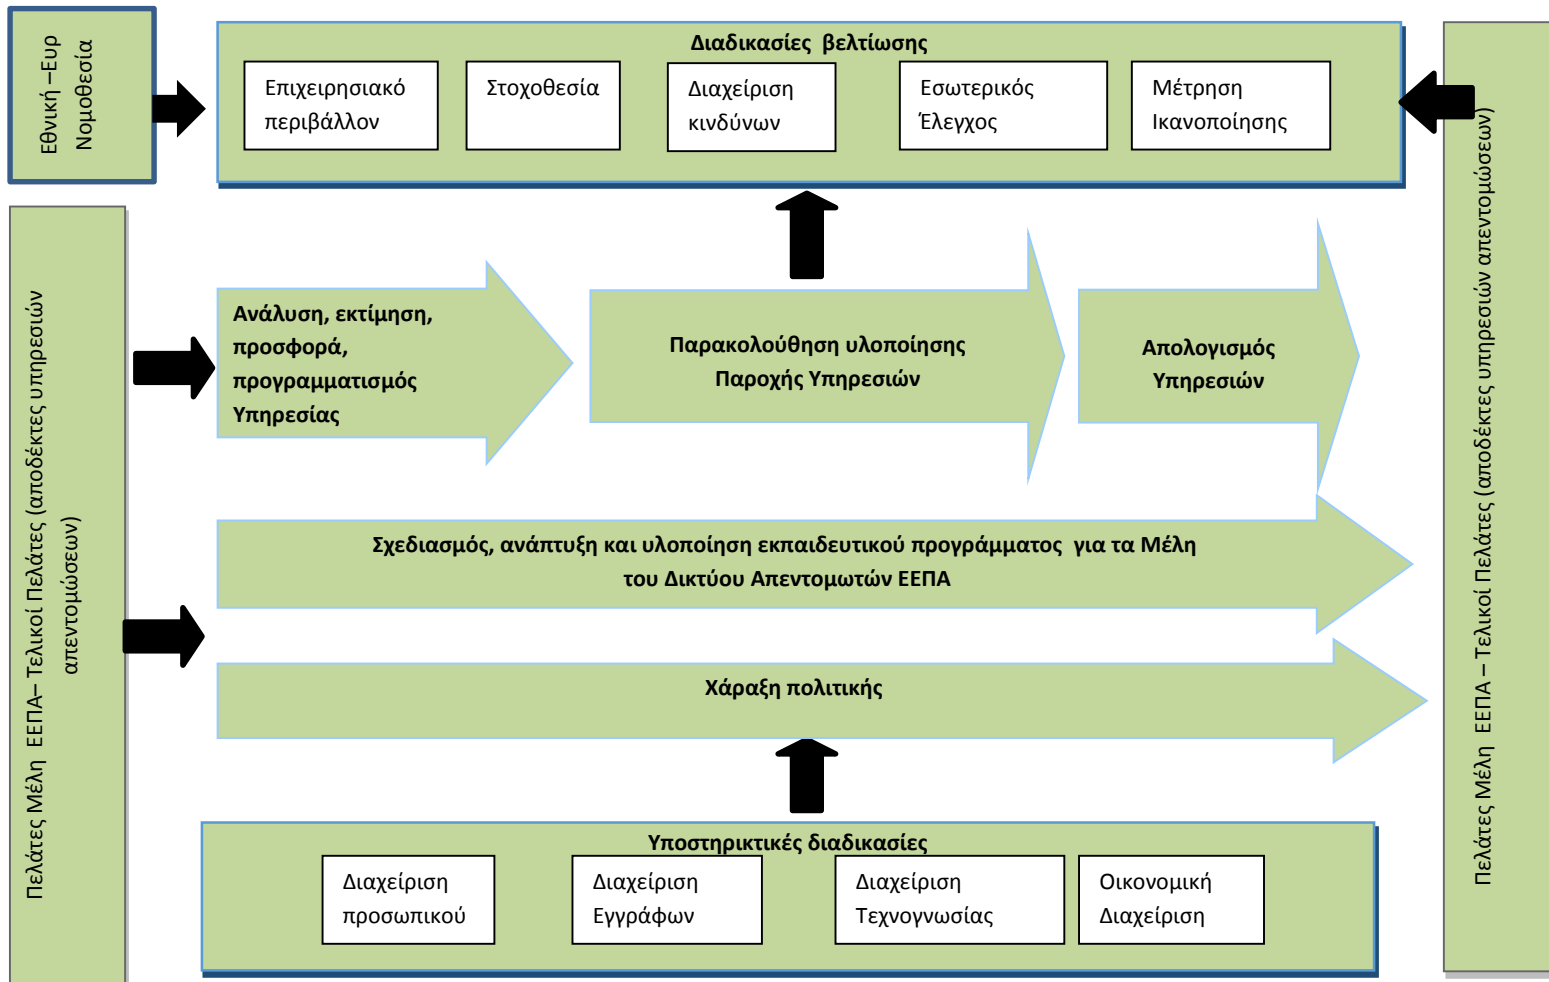 Εθνική –Ευρ
Νομοθεσία
Διαδικασίες βελτίωσης
Επιχειρησιακό
περιβάλλον
Στοχοθεσία
Διαχείριση
κινδύνων
Εσωτερικός
Έλεγχος
Μέτρηση
Ικανοποίησης
Πελάτες Μέλη ΕΕΠΑ– Τελικοί Πελάτες (αποδέκτες υπηρεσιών
απεντομώσεων)
Ανάλυση, εκτίμηση,
προσφορά,
προγραμματισμός
Υπηρεσίας
Παρακολούθηση υλοποίησης
Παροχής Υπηρεσιών
Απολογισμός
Υπηρεσιών
Σχεδιασμός, ανάπτυξη και υλοποίηση εκπαιδευτικού προγράμματος για τα Μέλη
του Δικτύου Απεντομωτών ΕΕΠΑ
Χάραξη πολιτικής
Υποστηρικτικές διαδικασίες
Διαχείριση
προσωπικού
Διαχείριση
Εγγράφων
Διαχείριση
Τεχνογνωσίας
Οικονομική
Διαχείριση
Πελάτες Μέλη ΕΕΠΑ – Τελικοί Πελάτες (αποδέκτες υπηρεσιών απεντομώσεων)